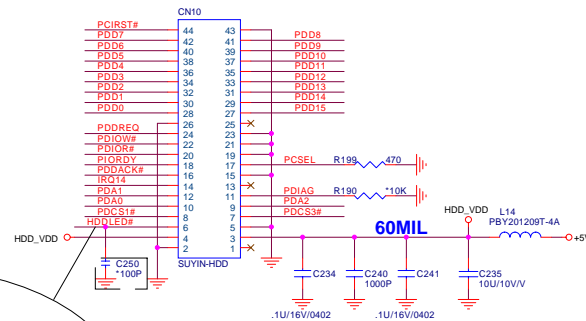 CN10
PCIRST# 44 43
PDD7 42 41 PDD8
PDD6 40 39 PDD9
PDD5 38 37 PDD10
PDD4 36 35 PDD11
PDD3 34 33 PDD12
PDD2 32 31 PDD13
PDD1 30 29 PDD14
PDD0 28 27 PDD15
26 25
PDDREQ 24 23
PDIOW# 22 21
PDIOR# 20 19
PIORDY 18 17 PCSEL R199 470
PDDACK# 16 15
IRQ14 14 13
PDA1 12 11 PDIAG R190 *10K
PDA0 10 9 PDA2
PDCS1# 8 7 PDCS3#
HDDLED# 6 5
HDD_VDD 4 3 60MIL HDD_VDD L14 PBY201209T-4A +5V
2 1
SUYIN-HDD
C250
*100P
C234
.1U/16V/0402
C240
1000P
C241
.1U/16V/0402
C235
10U/10V/V